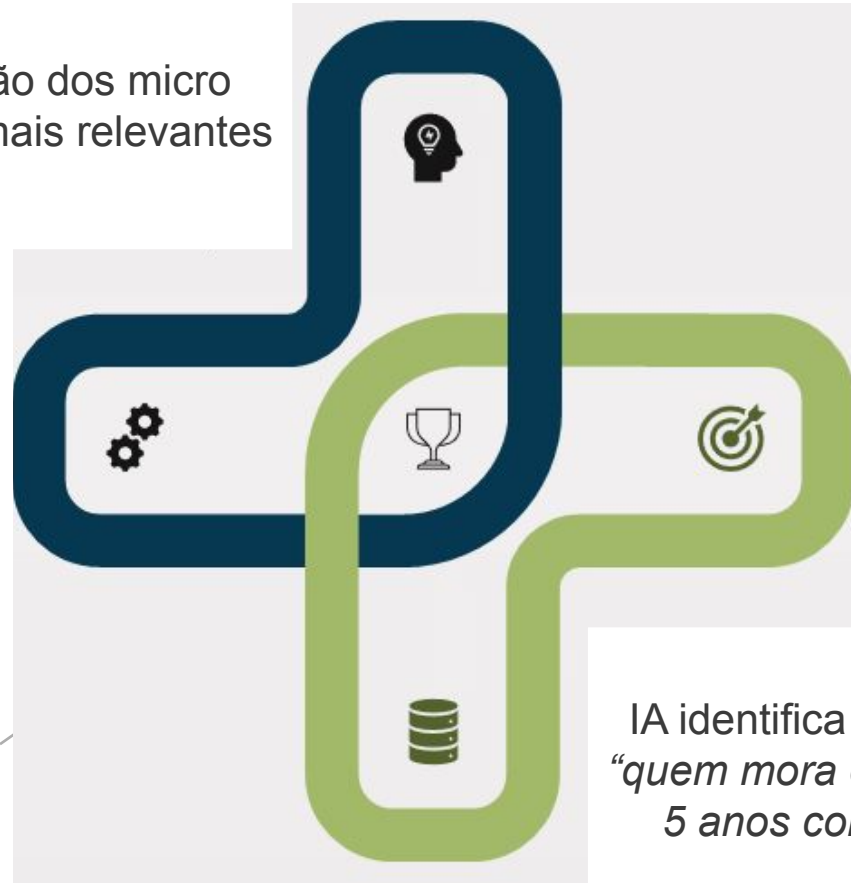 ão dos micro
nais relevantes
IA identifica
“quem mora
5 anos co